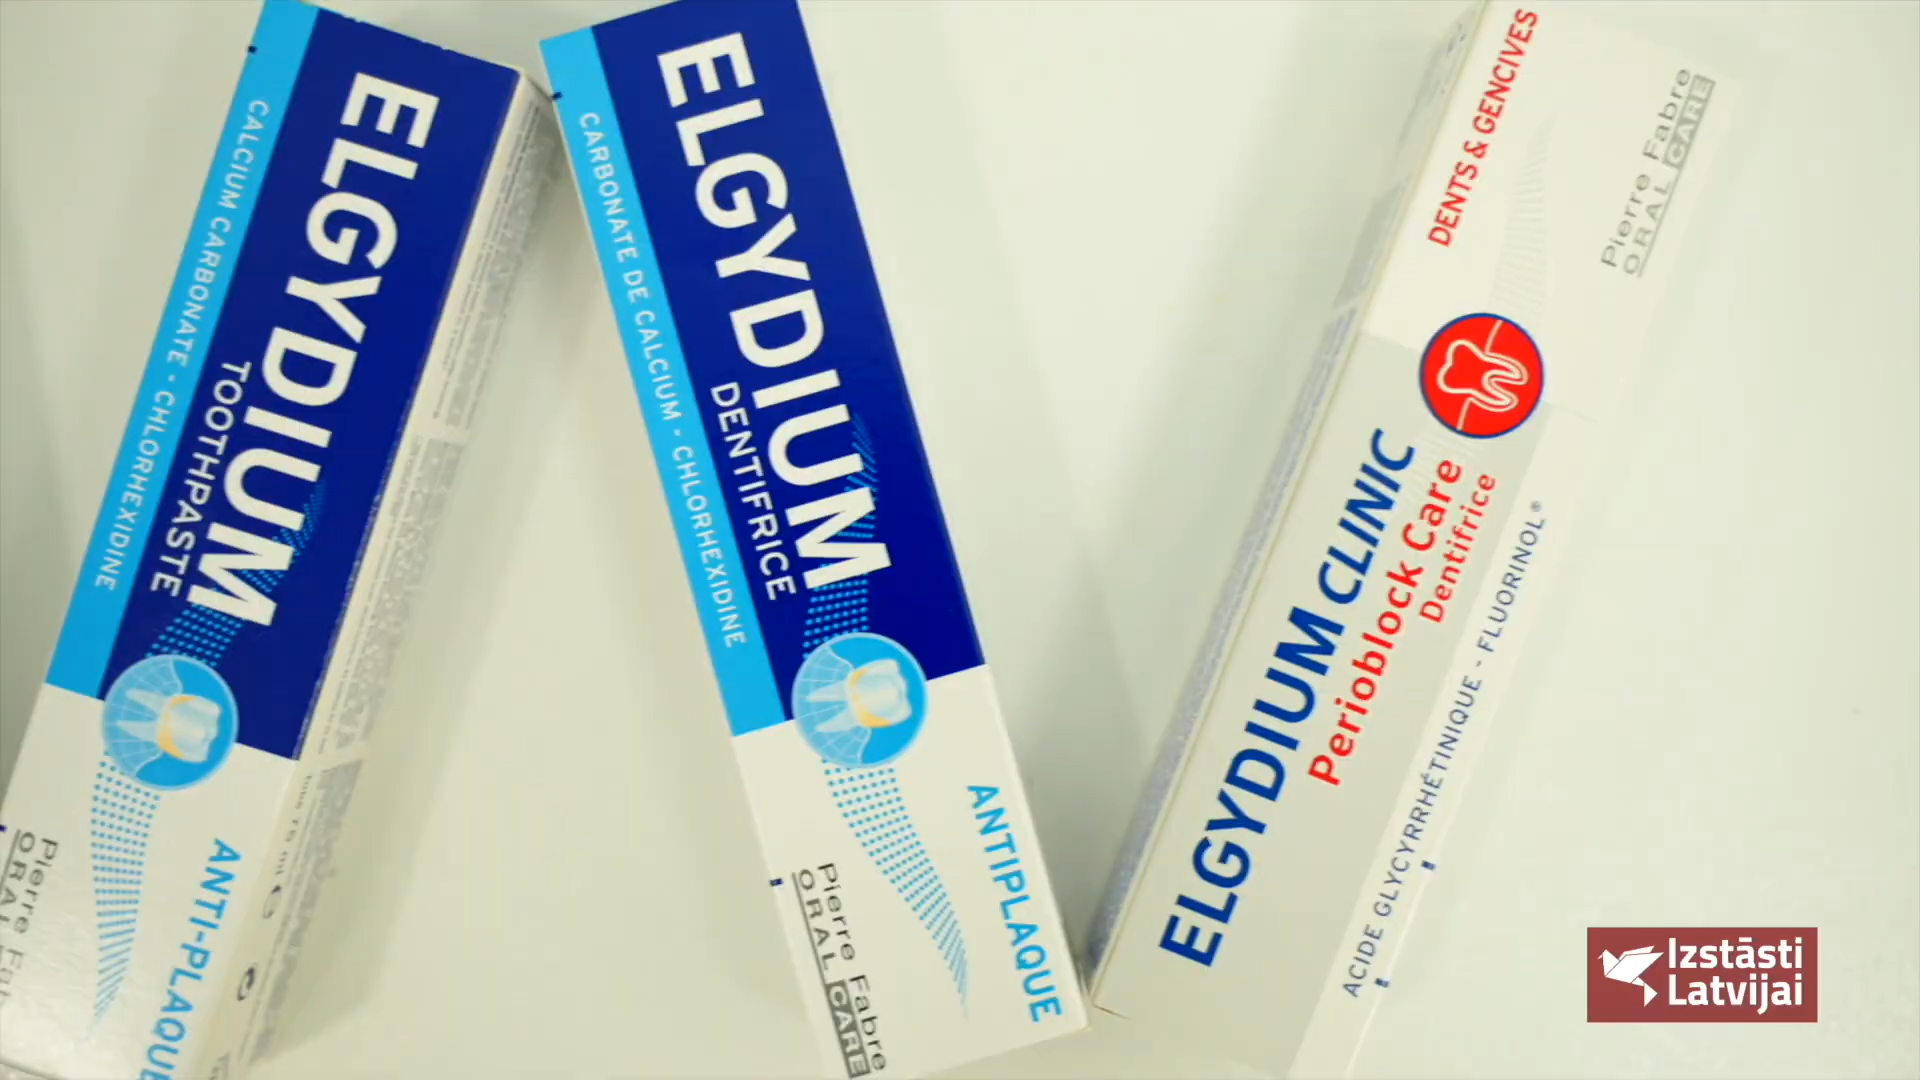 ELGYDIUM
TOOTHPASTE
CALCIUM CARBONATE - CHLORHEXIDINE
ANTI-PLAQUE
Pierre
ORAL
ELGYDIUM
DENTIFRICE
CARBONATE DE CALCIUM - CHLORHEXIDINE
ANTIPLAQUE
Pierre Fabre
ORAL CARE
DENTS & GENCIVES
Pierre Fabre
ORAL CARE
ELGYDIUM CLINIC
Perioblock Care
Dentifrice
ACIDE GLYCYRRHÉTINIQUE - FLUORINOL®
Izstāsti
Latvijai